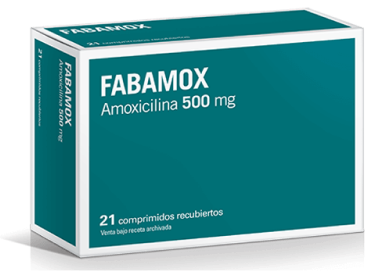 FABAMOX
Amoxicilina 500 mg
21 comprimidos recubiertos
Venta bajo receta archivada
21 comprimidos recubiertos
FABAMOX
Amoxicilina 500 mg